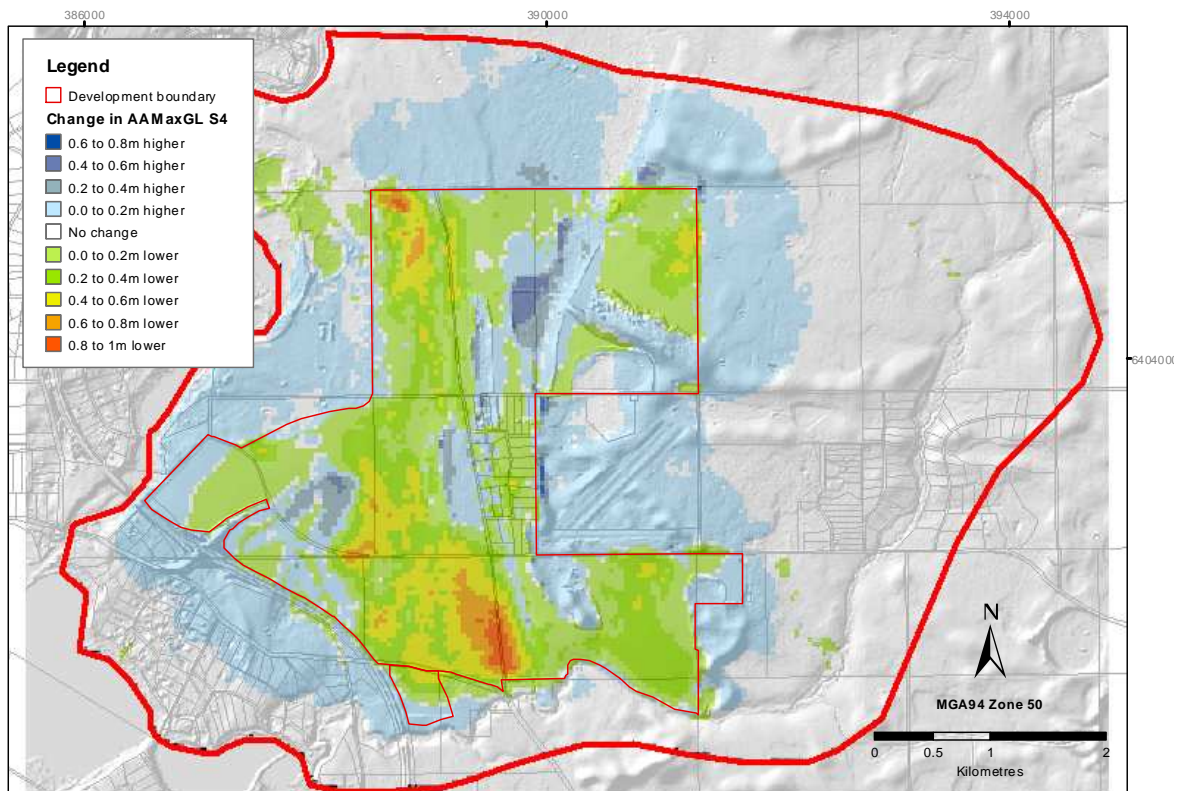 386000
390000
394000
Legend
Development boundary
Change in AAMaxGL S4
0.6 to 0.8m higher
0.4 to 0.6m higher
0.2 to 0.4m higher
0.0 to 0.2m higher
No change
0.0 to 0.2m lower
0.2 to 0.4m lower
0.4 to 0.6m lower
0.6 to 0.8m lower
0.8 to 1m lower
6404000
N
MGA94 Zone 50
0 0.5 1 2
Kilometres